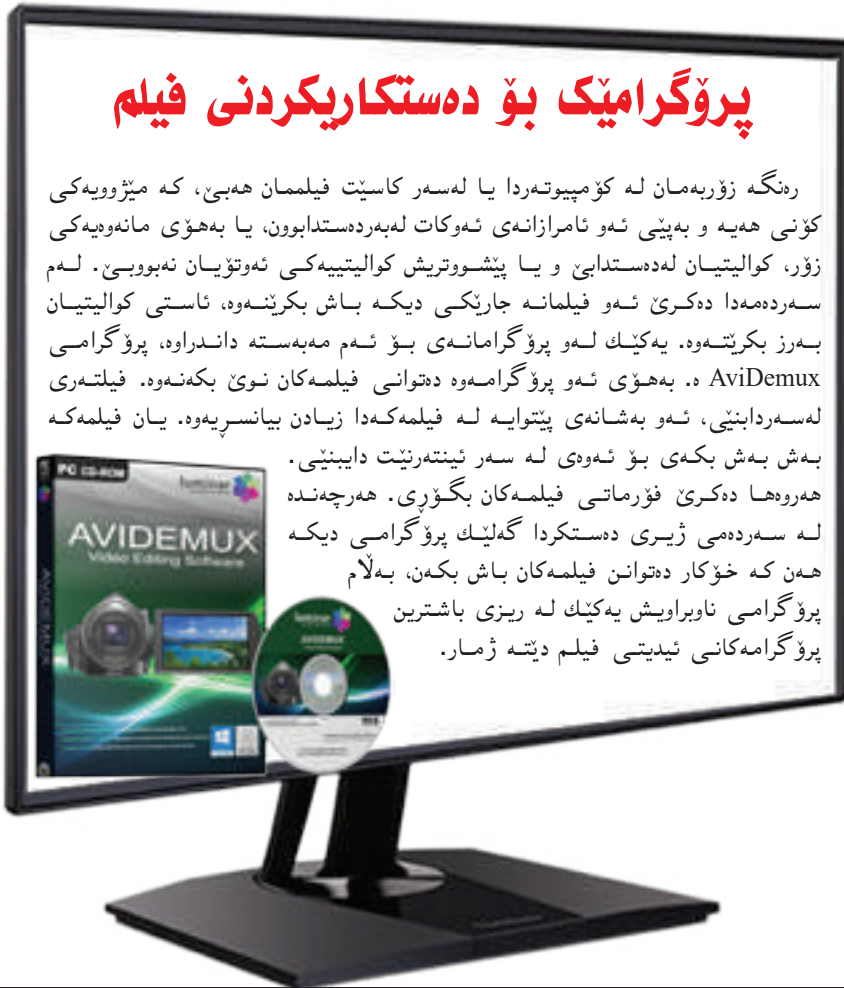 پرۆگرامێک بۆ دەستکاریکردنی فیلم
رەنگە زۆربەمان لە کۆمپیوتەردا یا لەسەر کاسێت فیلممان هەبێ، کە مێژوویەکی
کۆنی هەیە و بەپێی ئەو ئامرازانەی ئەوکات لەبەردەستدابوون، یا بەهۆی مانەوەیەکی
زۆر، کوالیتیان لەدەستدابێ و یا پێشووتریش کوالیتییەکی ئەوتۆیان نەبووبێ. لەم
سەردەمەدا دەکرێ ئەو فیلمانە جارێکی دیکە باش بکرێنەوە، ئاستی کوالیتیان
بەرز بکرێتەوە. یەکێك لەو پرۆگرامانەی بۆ ئەم مەبەستە داندراوە، پرۆگرامی
AviDemux ە. بەهۆی ئەو پرۆگرامەوە دەتوانی فیلمەکان نوێ بکەنەوە. فیلتەری
لەسەردابنێی، ئەو بەشانەی پێتوایە لە فیلمەکەدا زیادن بیانسڕیەوە. یان فیلمەکە
بەش بەش بکەی بۆ ئەوەی لە سەر ئینتەرنێت دایبنێی.
هەروەها دەکرێ فۆرماتی فیلمەکان بگۆڕی. هەرچەندە
لە سەردەمی ژیری دەستکردا گەلێك پرۆگرامی دیکە
هەن کە خۆکار دەتوانن فیلمەکان باش بکەن، بەڵام
پرۆگرامی ناوبراویش یەکێك لە ریزی باشترین
پرۆگرامەکانی ئیدیتی فیلم دێتە ژمار.
PC CD-ROM
luminar
AVIDEMUX
Video Editing Software
AVIDEMUX
AVIDEMUX